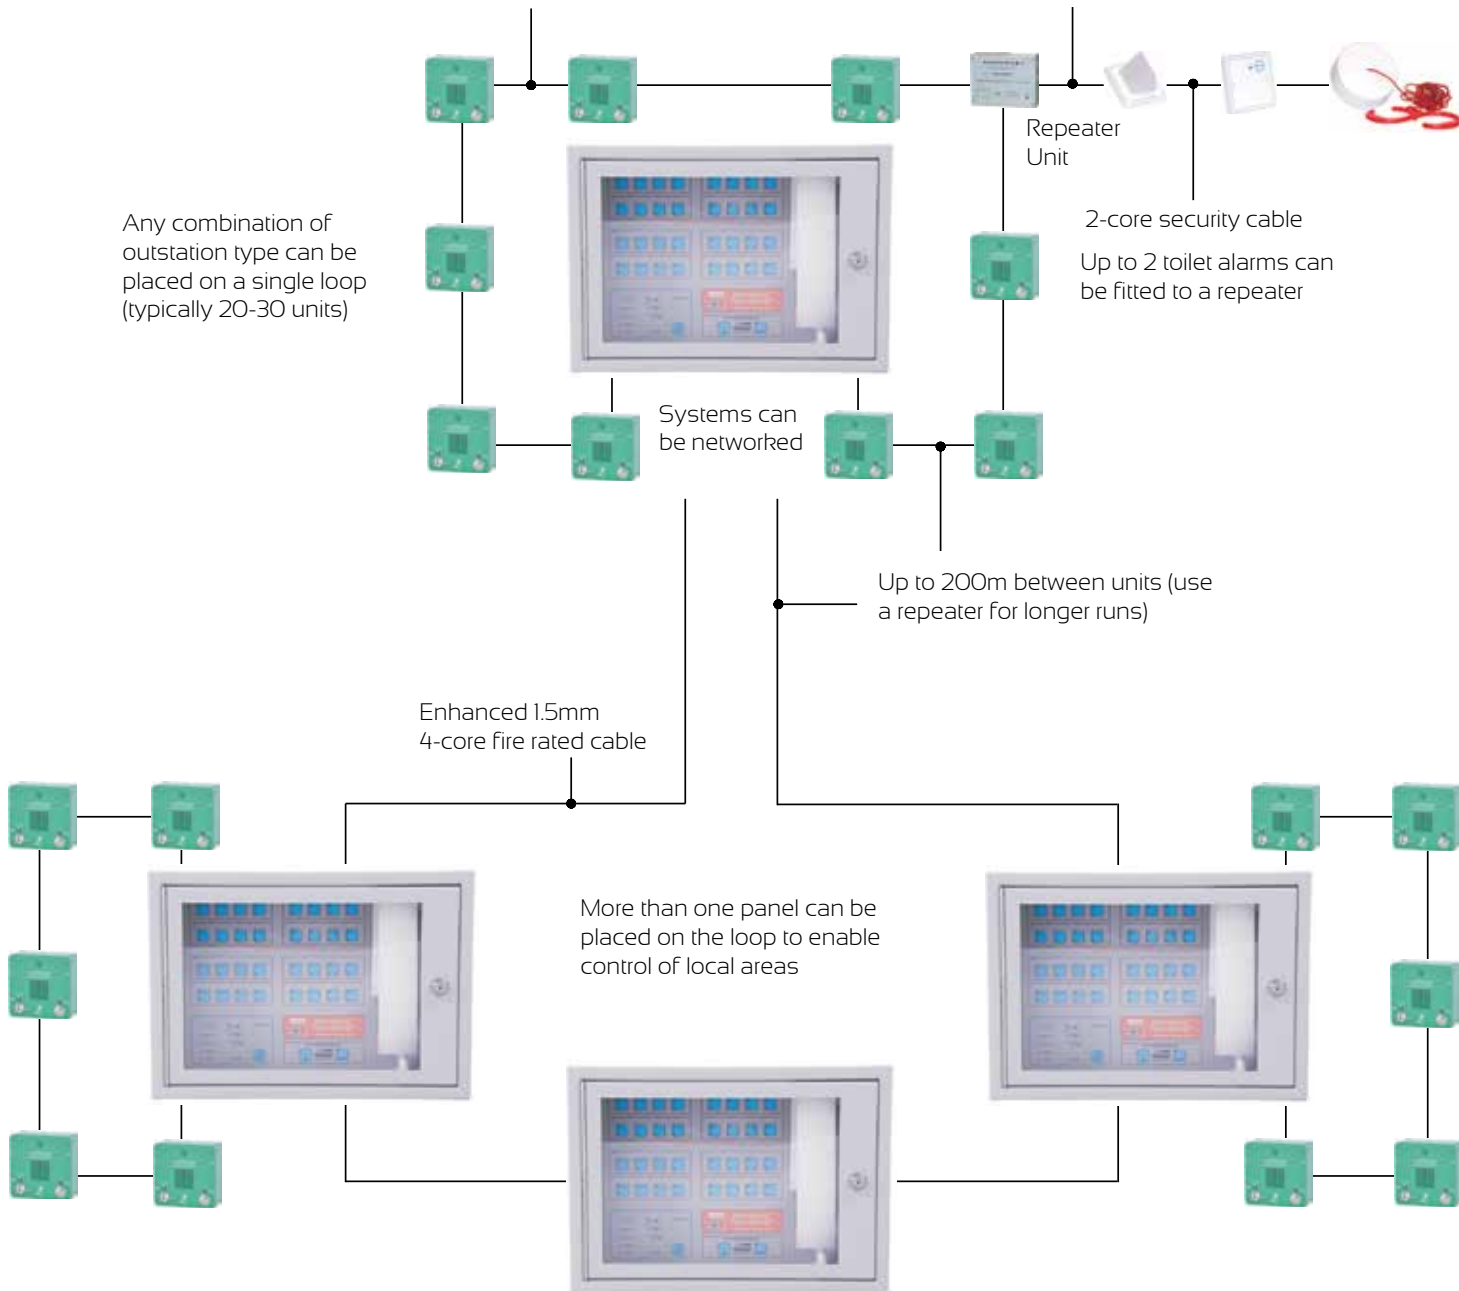 Repeater
Unit
Any combination of
outstation type can be
placed on a single loop
(typically 20-30 units)
2-core security cable
Up to 2 toilet alarms can
be fitted to a repeater
Systems can
be networked
Up to 200m between units (use
a repeater for longer runs)
Enhanced 1.5mm
4-core fire rated cable
More than one panel can be
placed on the loop to enable
control of local areas